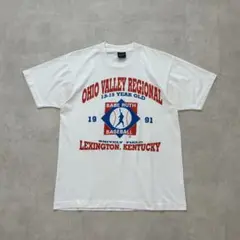 OHIO VALLEY REGIONAL
13-15 YEAR OLD
BABE RUTH
19 91
BASEBALL
LEXINGTON, KENTUCKY